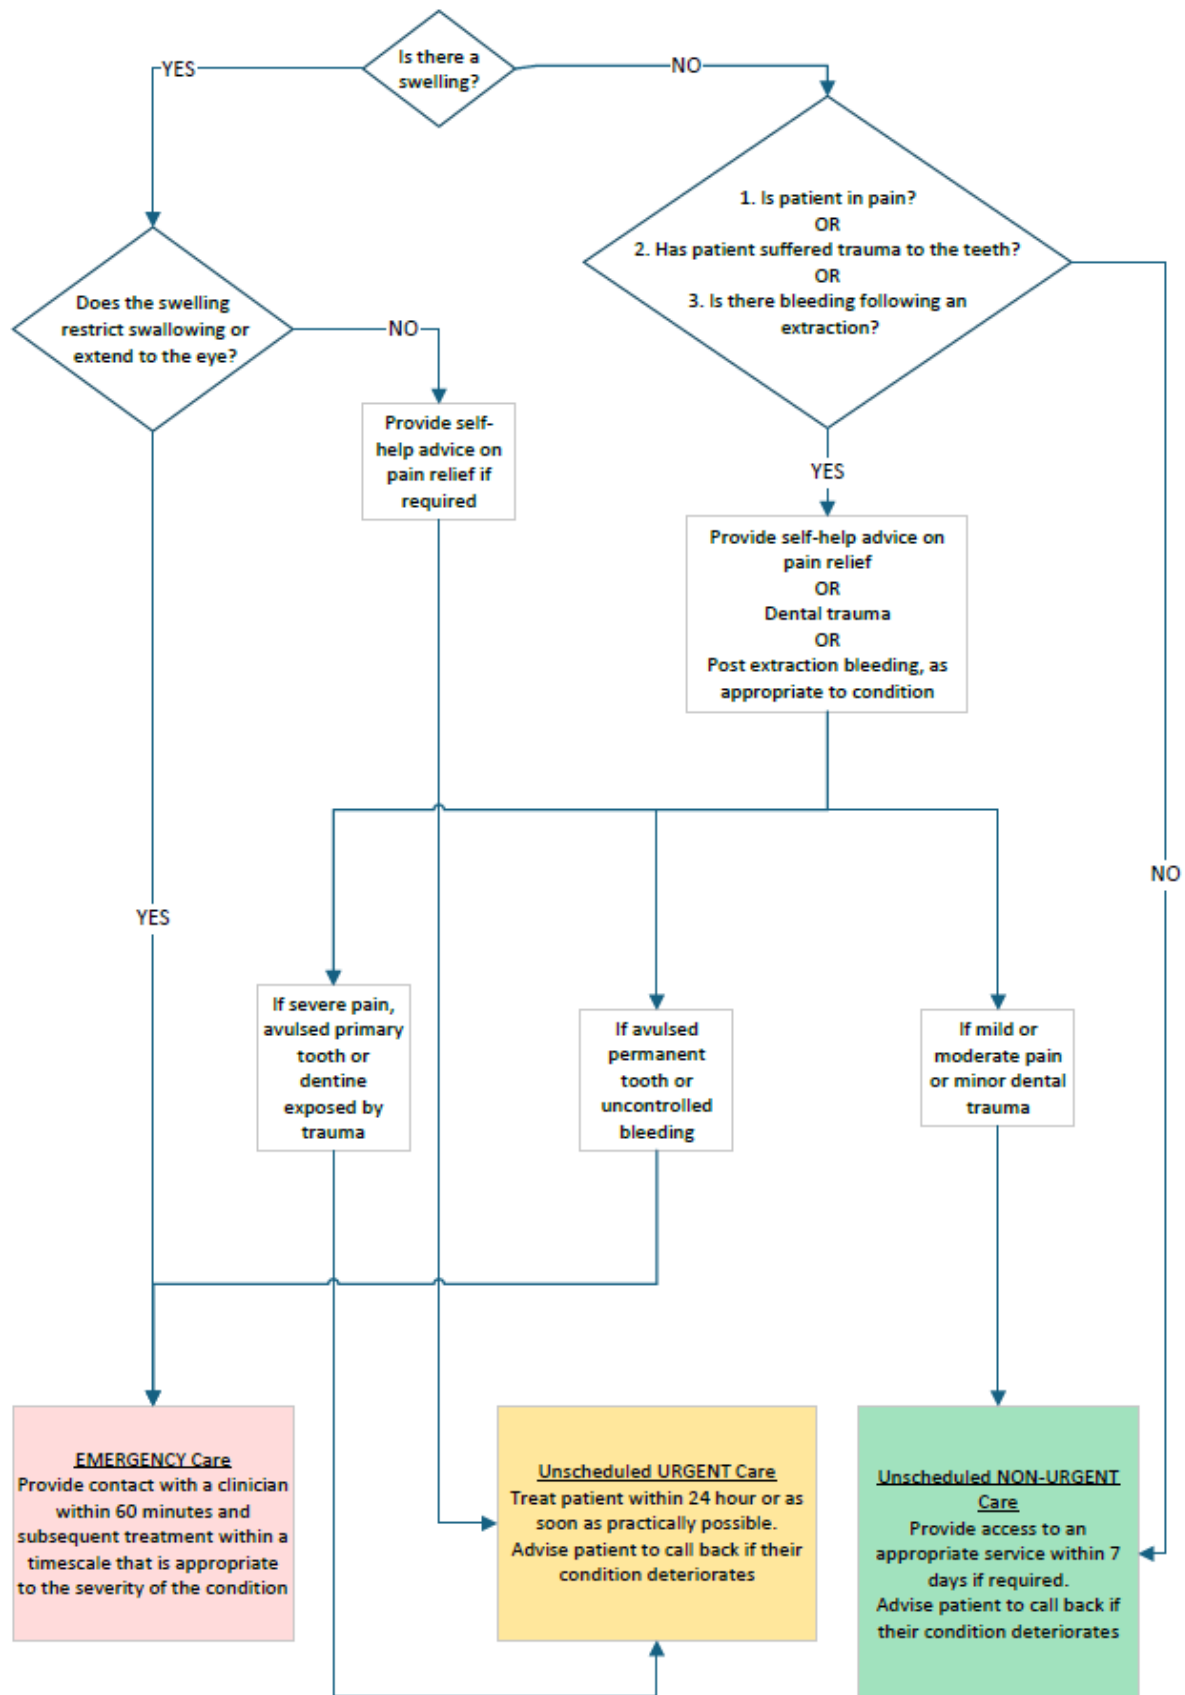 Is there a
swelling?
YES
NO
1. Is patient in pain?
OR
2. Has patient suffered trauma to the teeth?
OR
3. Is there bleeding following an
extraction?
Does the swelling
restrict swallowing or
extend to the eye?
NO
Provide self-
help advice on
pain relief if
required
YES
Provide self-help advice on
pain relief
OR
Dental trauma
OR
Post extraction bleeding, as
appropriate to condition
NO
YES
If severe pain,
avulsed primary
tooth or
dentine
exposed by
trauma
If avulsed
permanent
tooth or
uncontrolled
bleeding
If mild or
moderate pain
or minor dental
trauma
EMERGENCY Care
Provide contact with a clinician
within 60 minutes and
subsequent treatment within a
timescale that is appropriate
to the severity of the condition
Unscheduled URGENT Care
Treat patient within 24 hour or as
soon as practically possible.
Advise patient to call back if their
condition deteriorates
Unscheduled NON-URGENT
Care
Provide access to an
appropriate service within 7
days if required.
Advise patient to call back if
their condition deteriorates